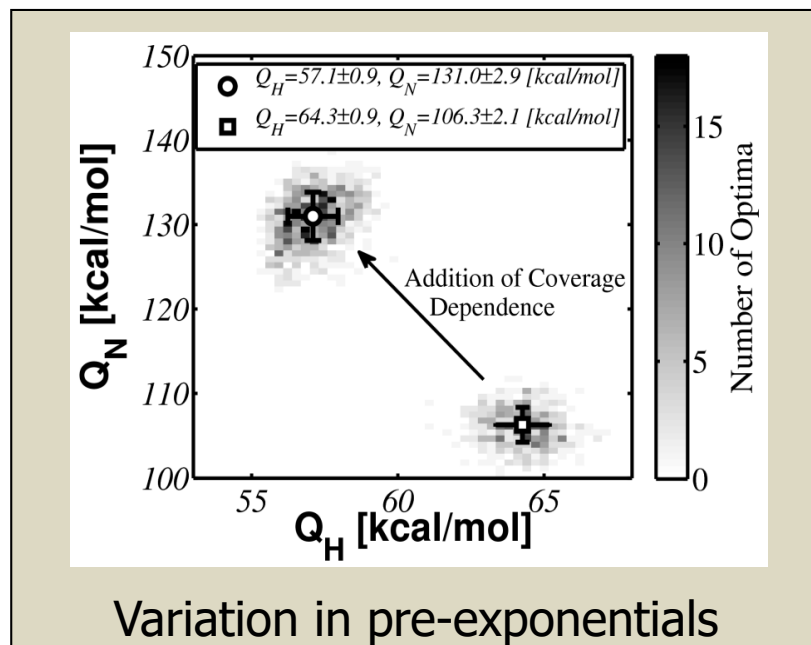 150
140
130
120
110
100
Q_N [kcal/mol]
Q_H=57.1±0.9, Q_N=131.0±2.9 [kcal/mol]
Q_H=64.3±0.9, Q_N=106.3±2.1 [kcal/mol]
Addition of Coverage
Dependence
55
60
65
Q_H [kcal/mol]
15
10
5
0
Number of Optima
Variation in pre-exponentials